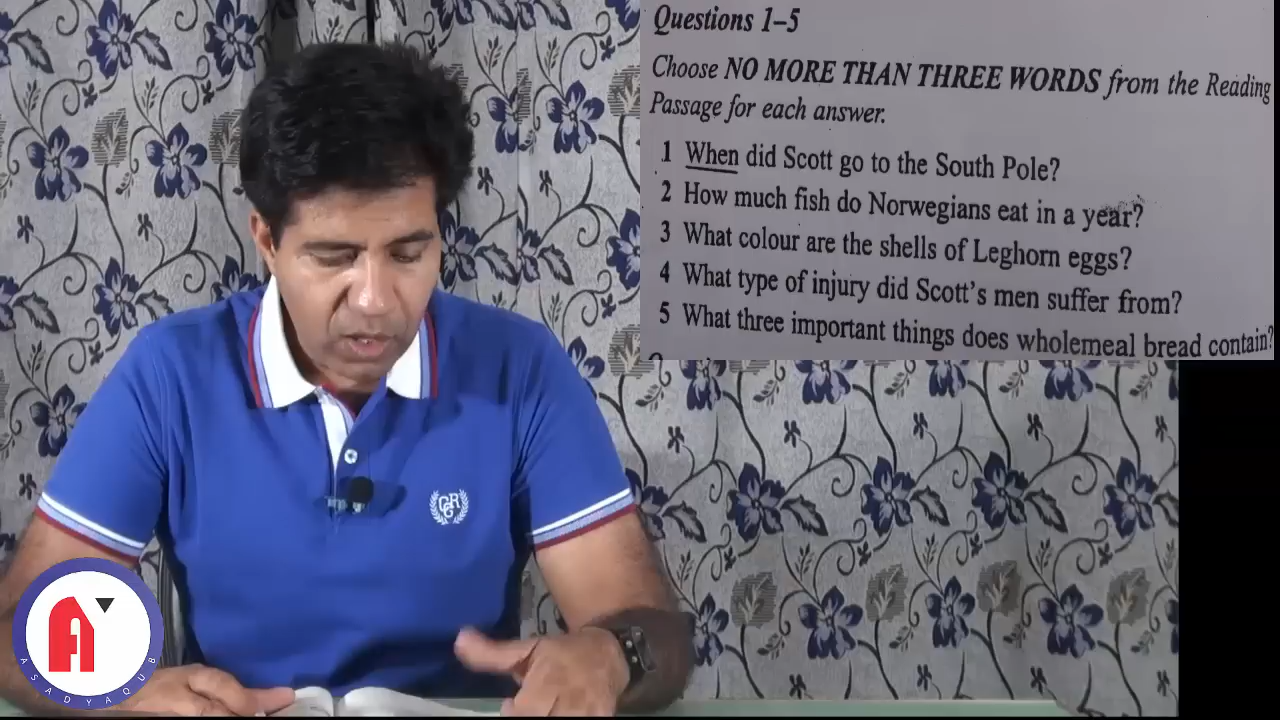 Questions 1–5
Choose NO MORE THAN THREE WORDS from the Reading
Passage for each answer.
1 When did Scott go to the South Pole?
2 How much fish do Norwegians eat in a year?
3 What colour are the shells of Leghorn eggs?
4 What type of injury did Scott's men suffer from?
5 What three important things does wholemeal bread contain?
ASADYAQUB